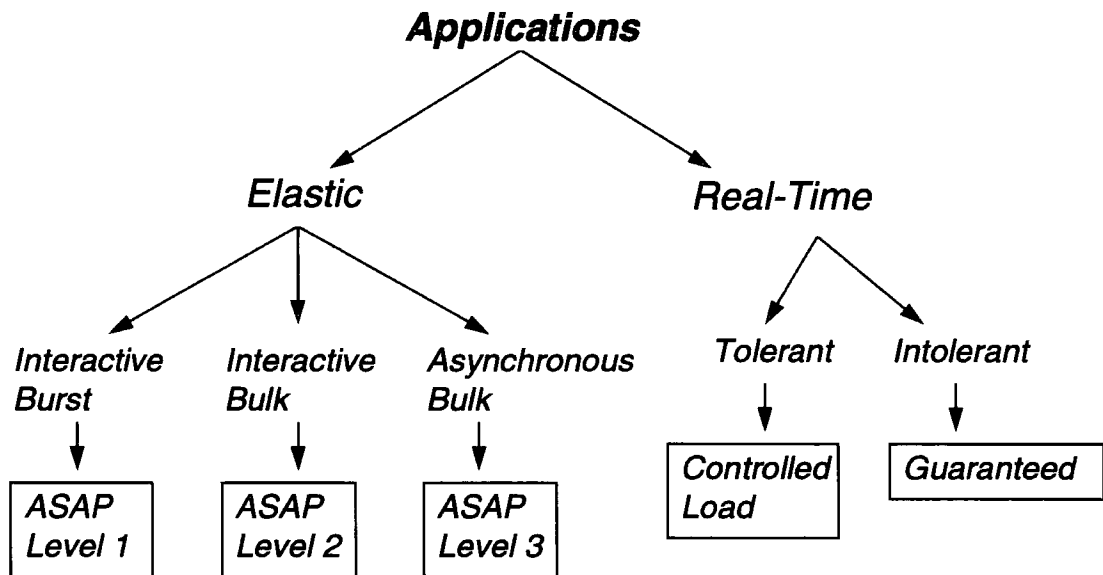 Applications
Elastic
Real-Time
Interactive
Burst
Interactive
Bulk
Asynchronous
Bulk
Tolerant
Intolerant
ASAP
Level 1
ASAP
Level 2
ASAP
Level 3
Controlled
Load
Guaranteed